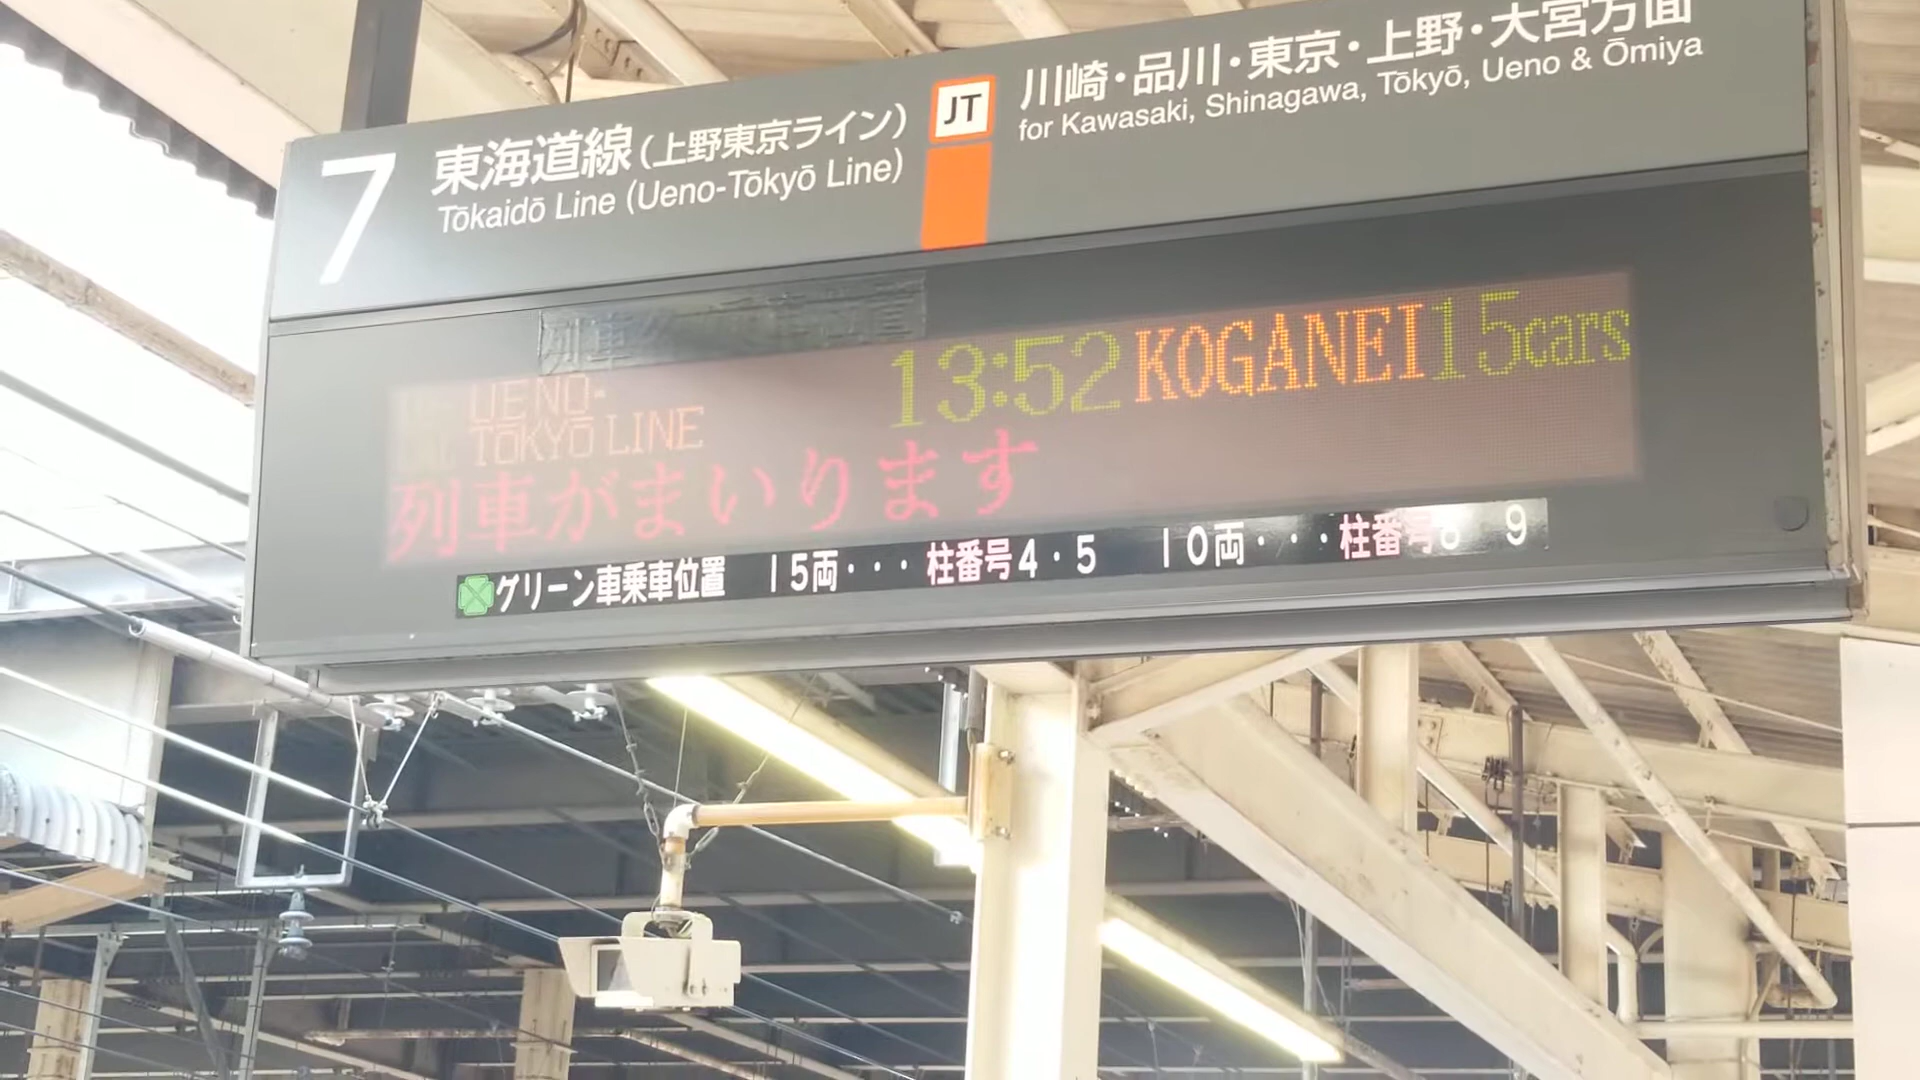 7
東海道線（上野東京ライン）
Tōkaidō Line (Ueno-Tōkyō Line)
JT
川崎・品川・東京・上野・大宮方面
for Kawasaki, Shinagawa, Tōkyō, Ueno & Ōmiya
UENO-
TŌKYŌ LINE
13:52 KOGANEI 15cars
列車がまいります
グリーン車乗車位置 15両・・・柱番号4・5 10両・・・柱番号8 9